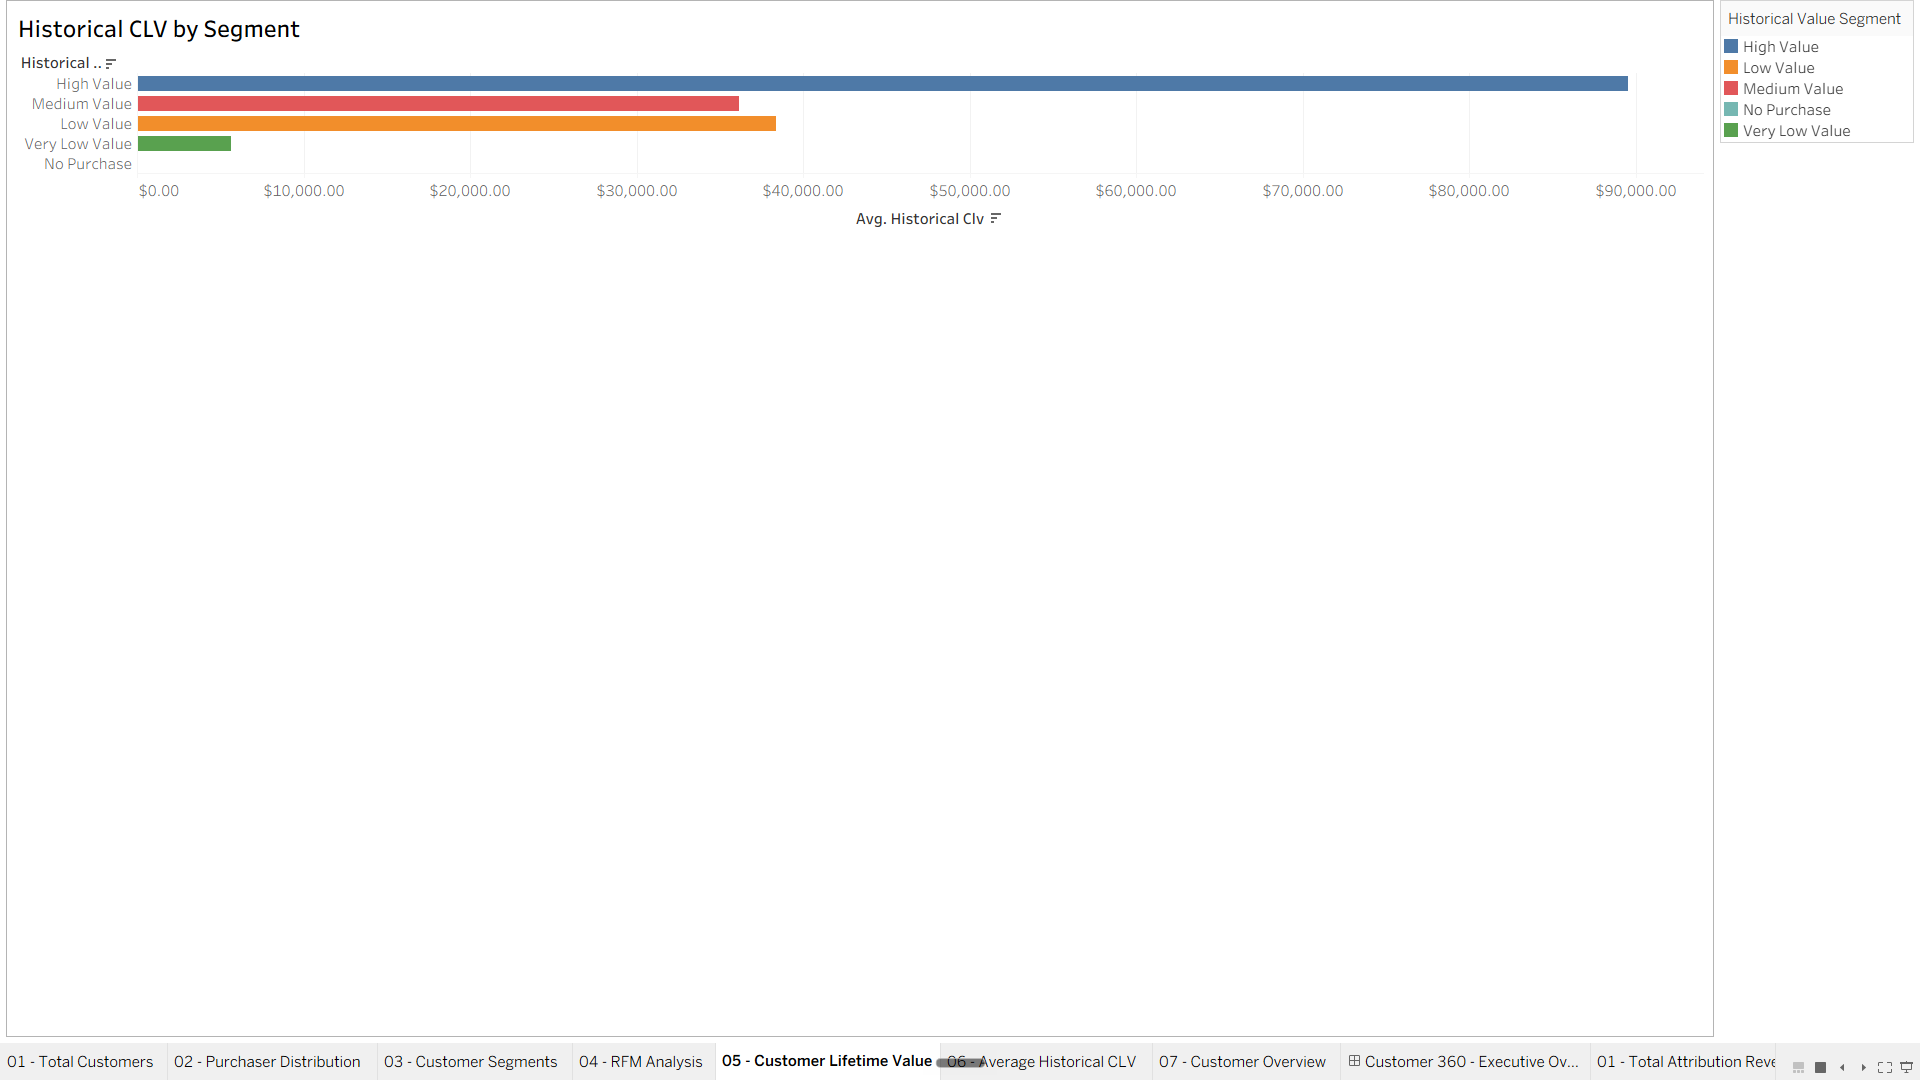 Historical CLV by Segment
Historical ..
High Value
Medium Value
Low Value
Very Low Value
No Purchase
$0.00 $10,000.00 $20,000.00 $30,000.00 $40,000.00 $50,000.00 $60,000.00 $70,000.00 $80,000.00 $90,000.00
Avg. Historical Clv
Historical Value Segment
High Value
Low Value
Medium Value
No Purchase
Very Low Value
01 - Total Customers 02 - Purchaser Distribution 03 - Customer Segments 04 - RFM Analysis 05 - Customer Lifetime Value 06 - Average Historical CLV 07 - Customer Overview Customer 360 - Executive Ov... 01 - Total Attribution Reve